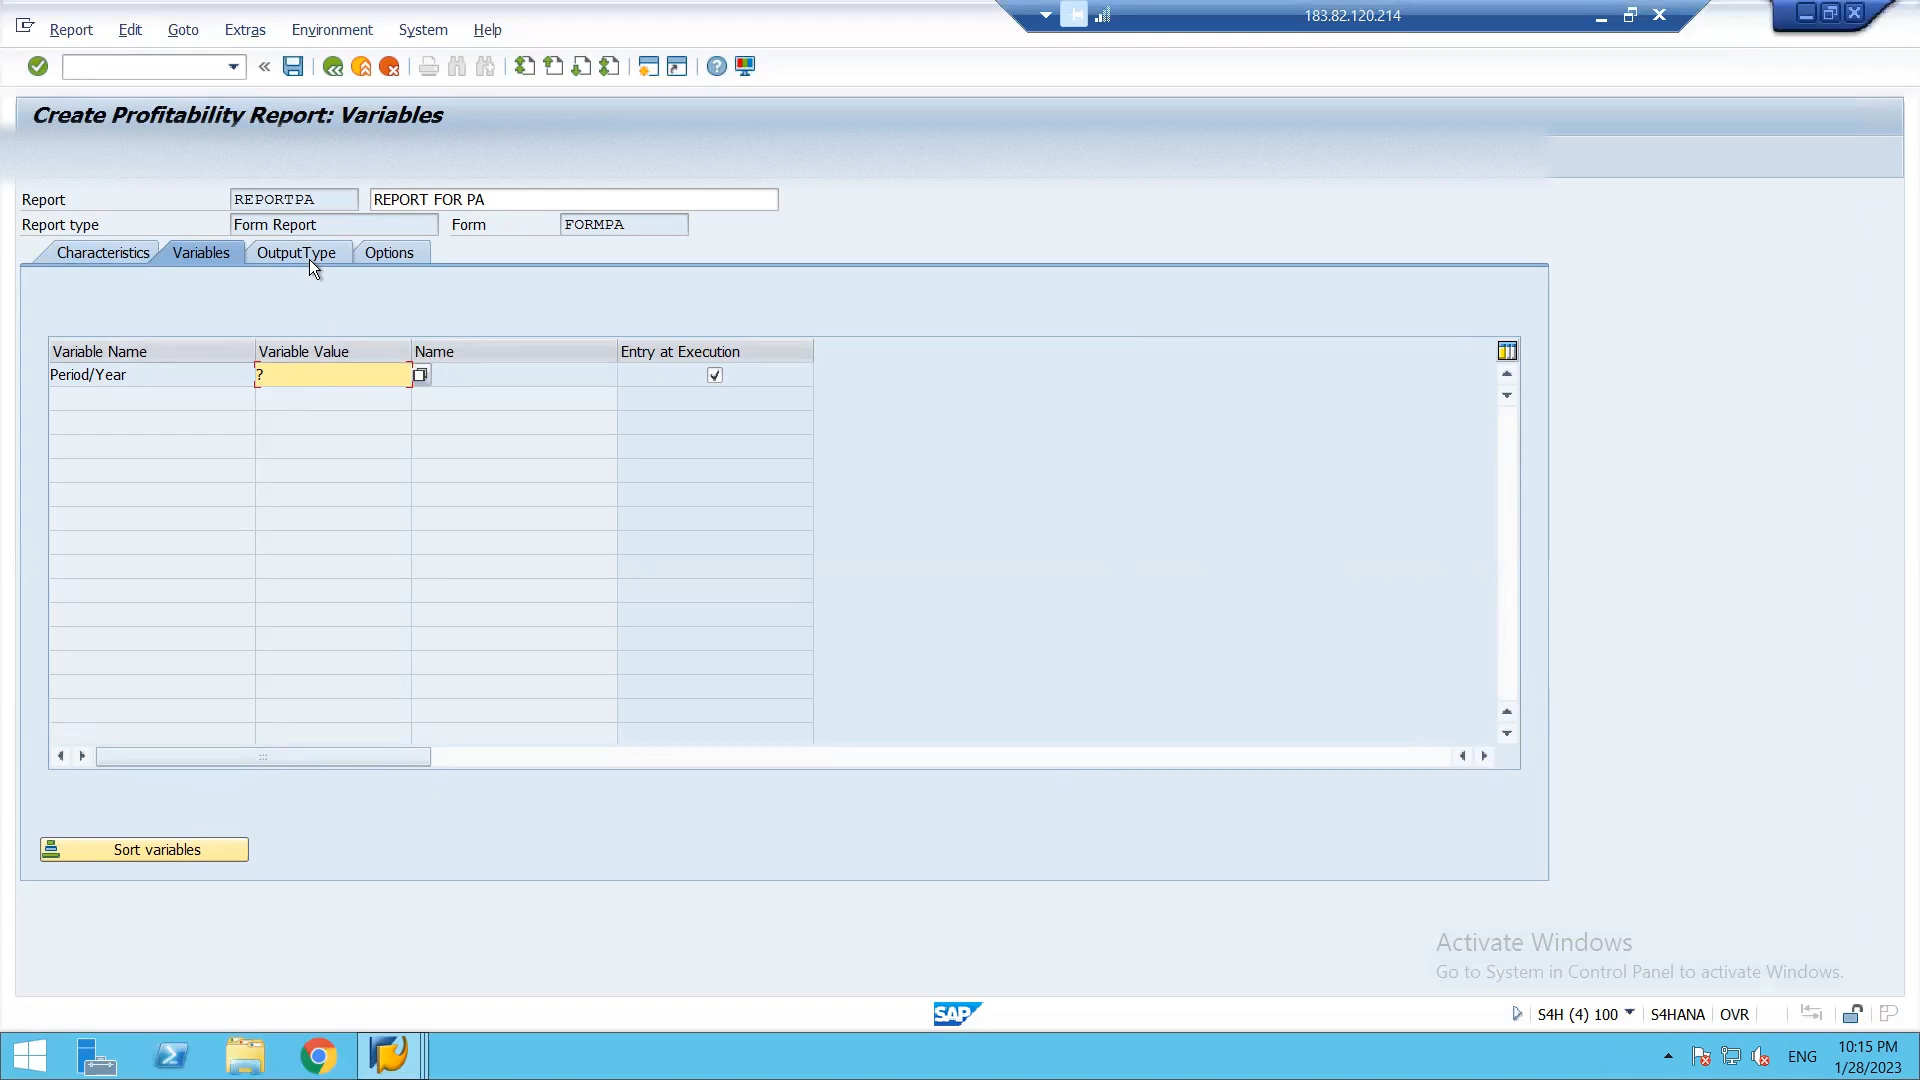 183.82.120.214
Report Edit Goto Extras Environment System Help
Create Profitability Report: Variables
Report REPORTPA REPORT FOR PA
Report type Form Report Form FORMPA
Characteristics Variables OutputType Options
Variable Name Variable Value Name Entry at Execution
Period/Year ?
Sort variables
Activate Windows
Go to System in Control Panel to activate Windows.
SAP S4H (4) 100 S4HANA OVR
ENG 10:15 PM
1/28/2023